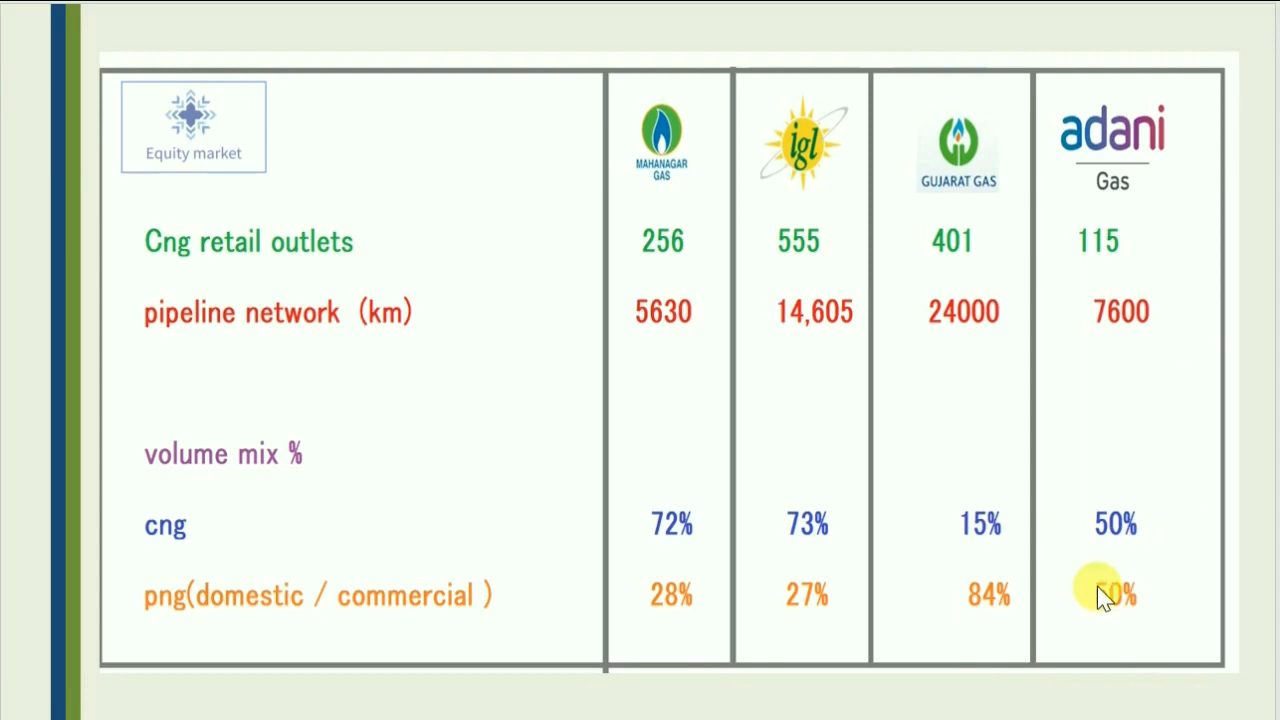 Equity market
MAHANAGAR
GAS
igl
GUJARAT GAS
adani
Gas
Cng retail outlets 256 555 401 115
pipeline network (km) 5630 14,605 24000 7600
volume mix %
cng 72% 73% 15% 50%
png(domestic / commercial ) 28% 27% 84% 50%